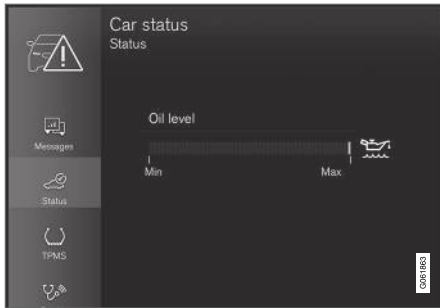 Car status
Status
Messages
Status
TPMS
Oil level
Min Max
G061863